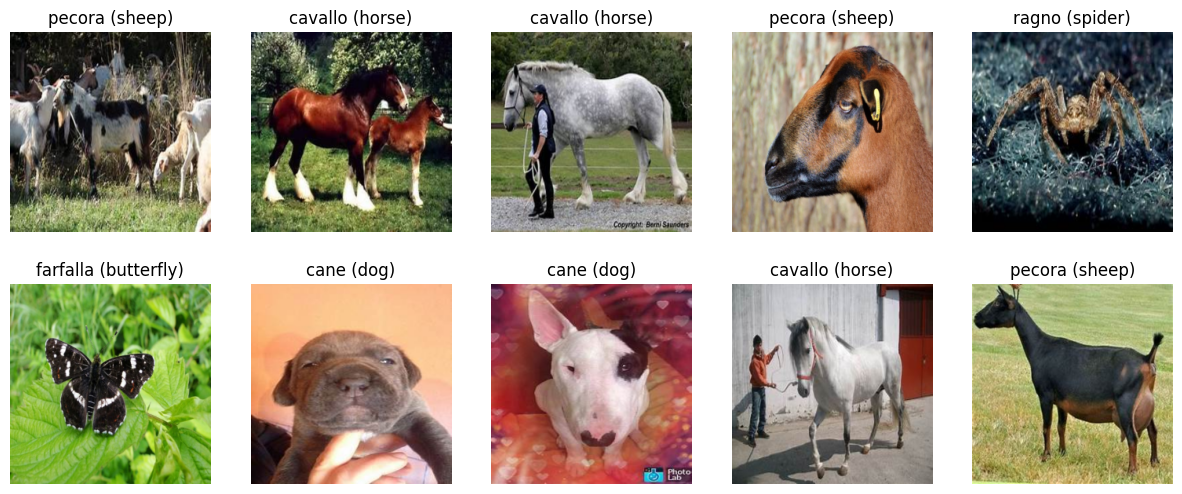 pecora (sheep)
cavallo (horse)
cavallo (horse)
pecora (sheep)
ragno (spider)
Copyright: Berni Saunders
farfalla (butterfly)
cane (dog)
cane (dog)
cavallo (horse)
pecora (sheep)
Photo
Lab